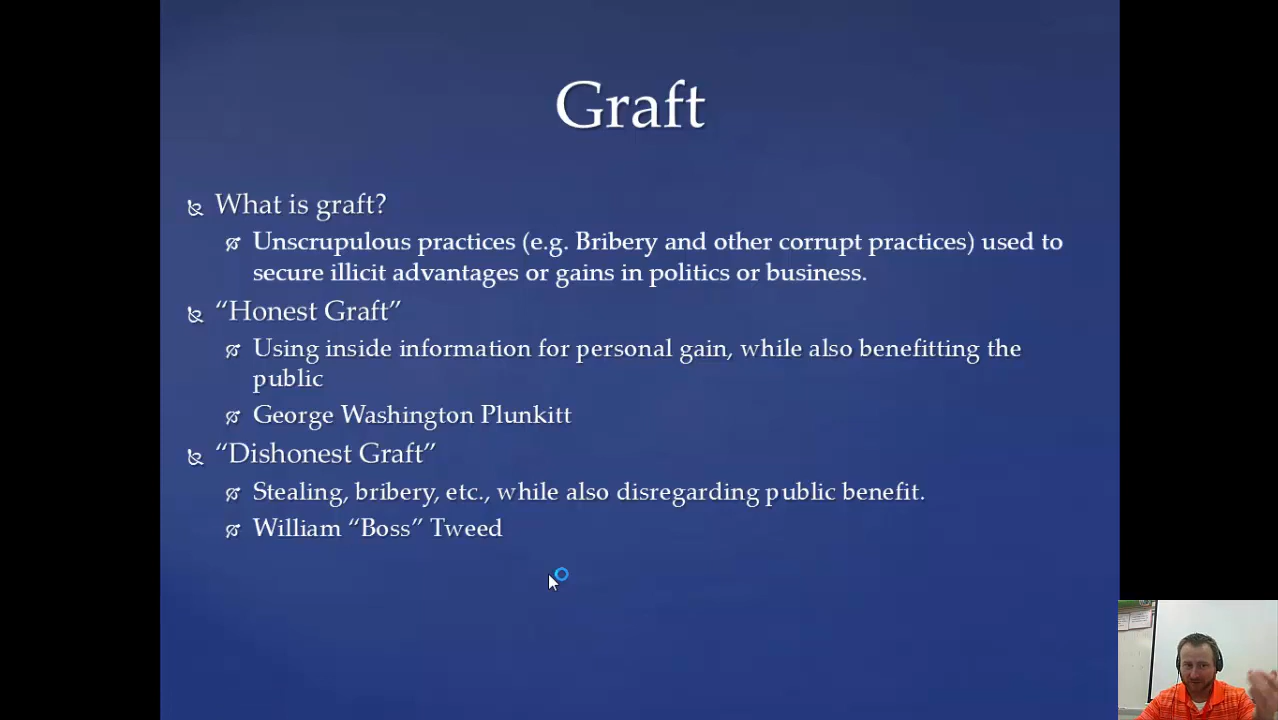 Graft
What is graft?
Unscrupulous practices (e.g. Bribery and other corrupt practices) used to
secure illicit advantages or gains in politics or business.
“Honest Graft”
Using inside information for personal gain, while also benefitting the
public
George Washington Plunkitt
“Dishonest Graft”
Stealing, bribery, etc., while also disregarding public benefit.
William “Boss” Tweed